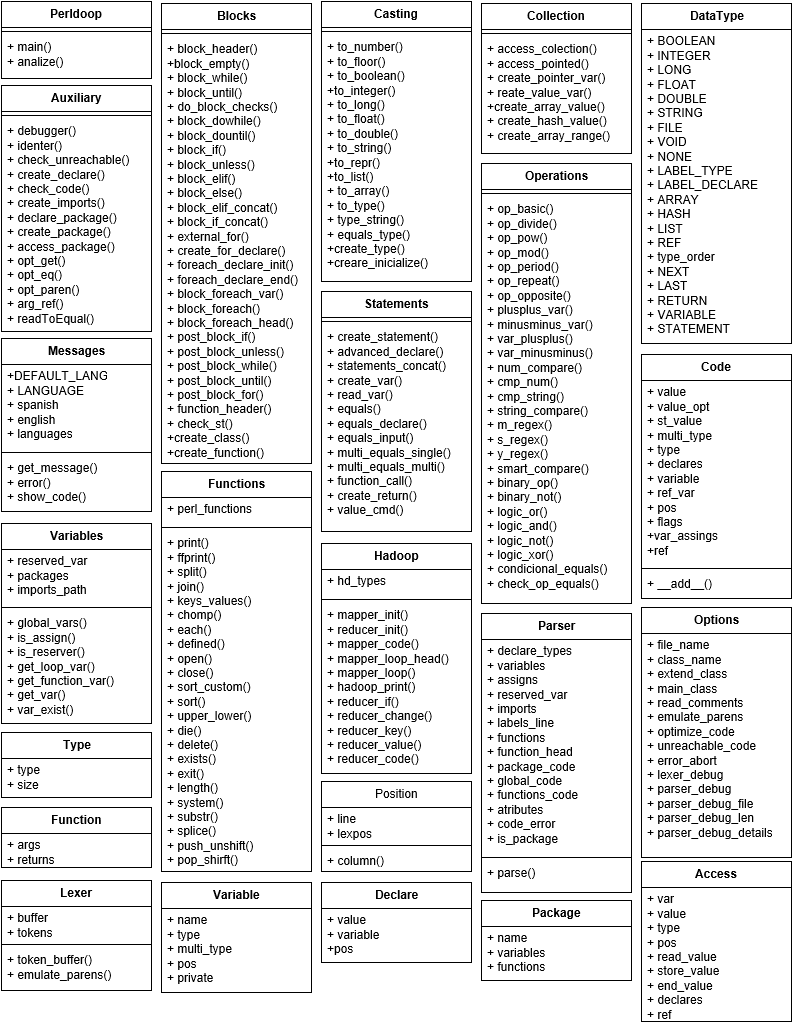 Perldoop
+ main()
+ analize()
Auxiliary
+ debugger()
+ identer()
+ check_unreachable()
+ create_declare()
+ check_code()
+ create_imports()
+ declare_package()
+ create_package()
+ access_package()
+ opt_get()
+ opt_eq()
+ opt_paren()
+ arg_ref()
+ readToEqual()
Messages
+DEFAULT_LANG
+ LANGUAGE
+ spanish
+ english
+ languages
+ get_message()
+ error()
+ show_code()
Variables
+ reserved_var
+ packages
+ imports_path
+ global_vars()
+ is_assign()
+ is_reserver()
+ get_loop_var()
+ get_function_var()
+ get_var()
+ var_exist()
Type
+ type
+ size
Function
+ args
+ returns
Lexer
+ buffer
+ tokens
+ token_buffer()
+ emulate_parens()
Blocks
+ block_header()
+block_empty()
+ block_while()
+ block_until()
+ do_block_checks()
+ block_dowhile()
+ block_dountil()
+ block_if()
+ block_unless()
+ block_elif()
+ block_else()
+ block_elif_concat()
+ block_if_concat()
+ external_for()
+ create_for_declare()
+ foreach_declare_init()
+ foreach_declare_end()
+ block_foreach_var()
+ block_foreach()
+ block_foreach_head()
+ post_block_if()
+ post_block_unless()
+ post_block_while()
+ post_block_until()
+ post_block_for()
+ function_header()
+ check_st()
+create_class()
+create_function()
Functions
+ perl_functions
+ print()
+ ffprint()
+ split()
+ join()
+ keys_values()
+ chomp()
+ each()
+ defined()
+ open()
+ close()
+ sort_custom()
+ sort()
+ upper_lower()
+ die()
+ delete()
+ exists()
+ exit()
+ length()
+ system()
+ substr()
+ splice()
+ push_unshift()
+ pop_shirft()
Variable
+ name
+ type
+ multi_type
+ pos
+ private
Casting
+ to_number()
+ to_floor()
+ to_boolean()
+to_integer()
+ to_long()
+ to_float()
+ to_double()
+ to_string()
+to_repr()
+to_list()
+ to_array()
+ to_type()
+ type_string()
+ equals_type()
+create_type()
+creare_inicialize()
Statements
+ create_statement()
+ advanced_declare()
+ statements_concat()
+ create_var()
+ read_var()
+ equals()
+ equals_declare()
+ equals_input()
+ multi_equals_single()
+ multi_equals_multi()
+ function_call()
+ create_return()
+ value_cmd()
Hadoop
+ hd_types
+ mapper_init()
+ reducer_init()
+ mapper_code()
+ mapper_loop_head()
+ mapper_loop()
+ hadoop_print()
+ reducer_if()
+ reducer_change()
+ reducer_key()
+ reducer_value()
+ reducer_code()
Position
+ line
+ lexpos
+ column()
Declare
+ value
+ variable
+pos
Collection
+ access_colection()
+ access_pointed()
+ create_pointer_var()
+ reate_value_var()
+create_array_value()
+ create_hash_value()
+ create_array_range()
Operations
+ op_basic()
+ op_divide()
+ op_pow()
+ op_mod()
+ op_period()
+ op_repeat()
+ op_opposite()
+ plusplus_var()
+ minusminus_var()
+ var_plusplus()
+ var_minusminus()
+ num_compare()
+ cmp_num()
+ cmp_string()
+ string_compare()
+ m_regex()
+ s_regex()
+ y_regex()
+ smart_compare()
+ binary_op()
+ binary_not()
+ logic_or()
+ logic_and()
+ logic_not()
+ logic_xor()
+ condicional_equals()
+ check_op_equals()
Parser
+ declare_types
+ variables
+ assigns
+ reserved_var
+ imports
+ labels_line
+ functions
+ function_head
+ package_code
+ global_code
+ functions_code
+ atributes
+ code_error
+ is_package
+ parse()
Package
+ name
+ variables
+ functions
DataType
+ BOOLEAN
+ INTEGER
+ LONG
+ FLOAT
+ DOUBLE
+ STRING
+ FILE
+ VOID
+ NONE
+ LABEL_TYPE
+ LABEL_DECLARE
+ ARRAY
+ HASH
+ LIST
+ REF
+ type_order
+ NEXT
+ LAST
+ RETURN
+ VARIABLE
+ STATEMENT
Code
+ value
+ value_opt
+ st_value
+ multi_type
+ type
+ declares
+ variable
+ ref_var
+ pos
+ flags
+var_assings
+ref
+ __add__()
Options
+ file_name
+ class_name
+ extend_class
+ main_class
+ read_comments
+ emulate_parens
+ optimize_code
+ unreachable_code
+ error_abort
+ lexer_debug
+ parser_debug
+ parser_debug_file
+ parser_debug_len
+ parser_debug_details
Access
+ var
+ value
+ type
+ pos
+ read_value
+ store_value
+ end_value
+ declares
+ ref